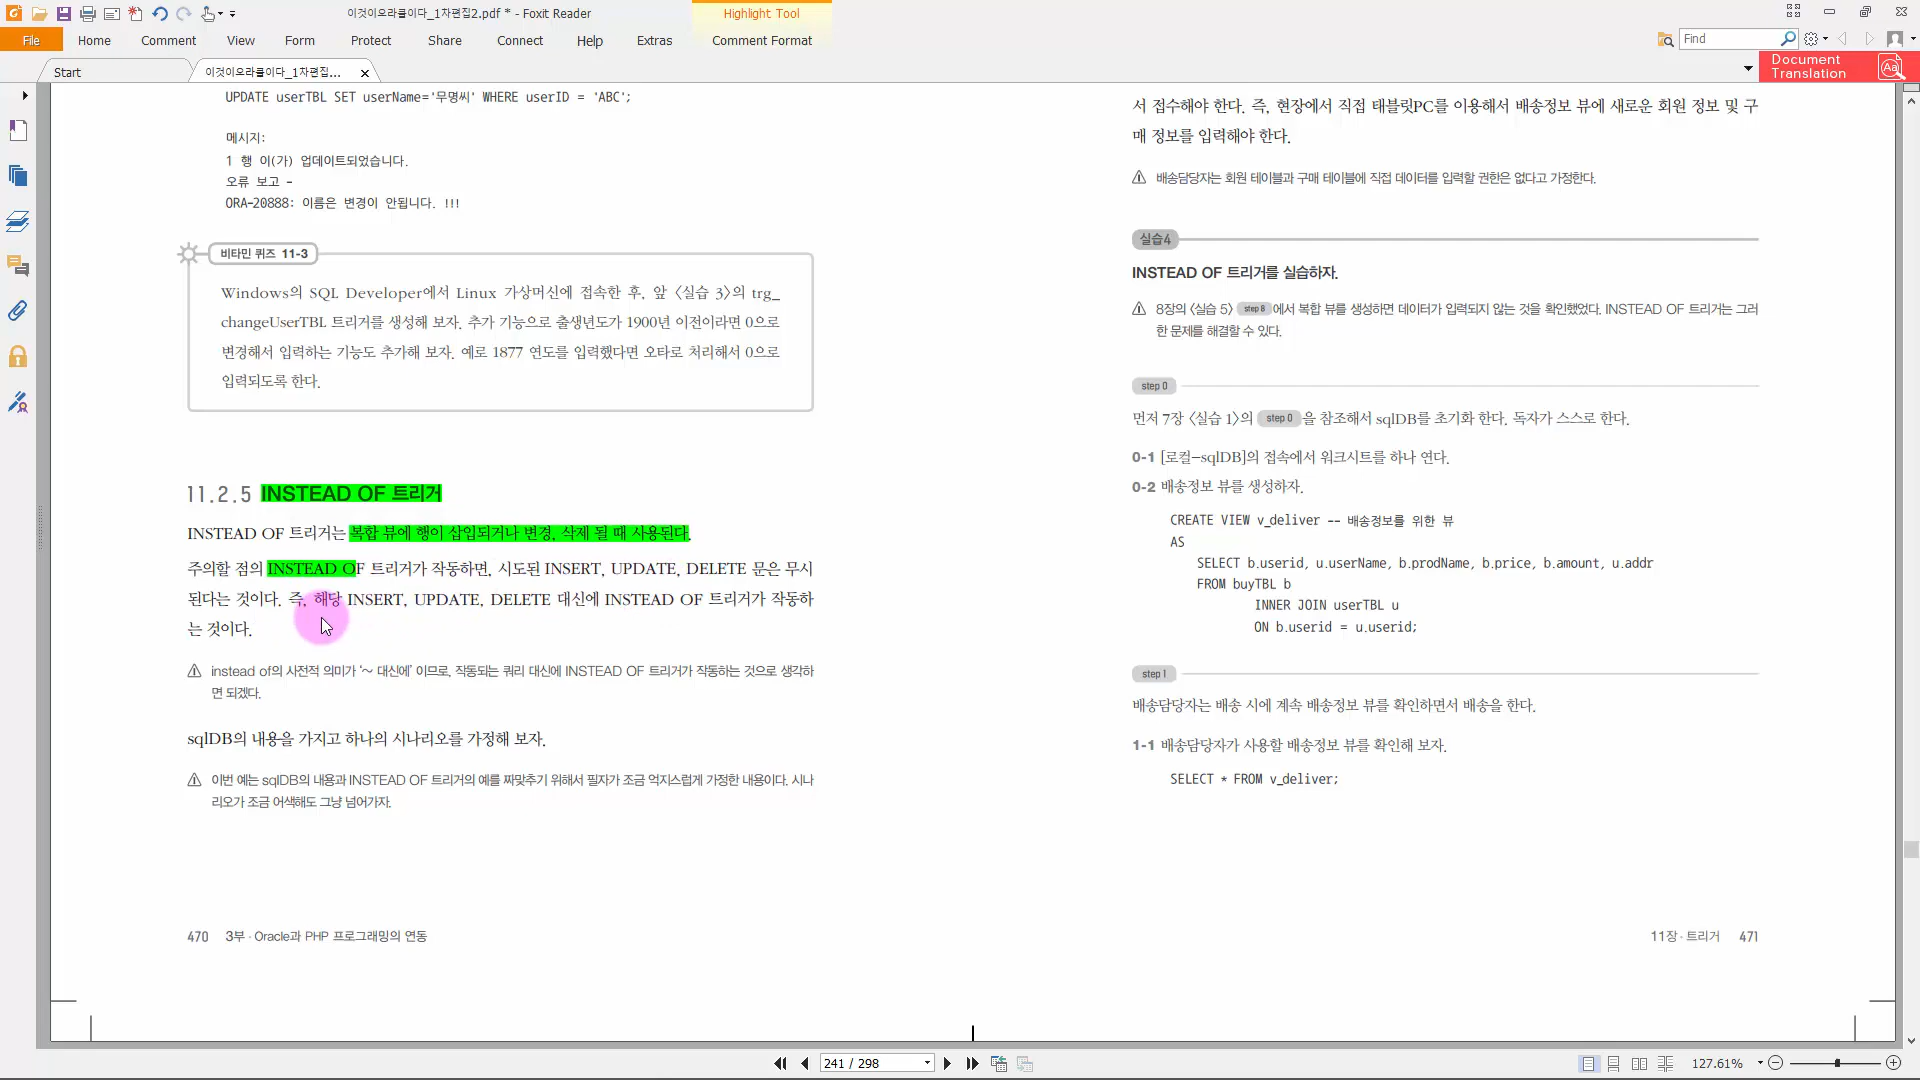 이것이오라클이다_1차편집2.pdf * - Foxit Reader
Highlight Tool
File
Home
Comment
View
Form
Protect
Share
Connect
Help
Extras
Comment Format
Find
Start
이것이오라클이다_1차편집...
Document
Translation
UPDATE userTBL SET userName='무명씨' WHERE userID = 'ABC';
메시지:
1 행 이(가) 업데이트되었습니다.
오류 보고 -
ORA-20888: 이름은 변경이 안됩니다. !!!
비타민 퀴즈 11-3
Windows의 SQL Developer에서 Linux 가상머신에 접속한 후, 앞 〈실습 3〉의 trg_
changeUserTBL 트리거를 생성해 보자. 추가 기능으로 출생년도가 1900년 이전이라면 0으로
변경해서 입력하는 기능도 추가해 보자. 예로 1877 연도를 입력했다면 오타로 처리해서 0으로
입력되도록 한다.
11.2.5 INSTEAD OF 트리거
INSTEAD OF 트리거는 복합 뷰에 행이 삽입되거나 변경, 삭제 될 때 사용된다.
주의할 점의 INSTEAD OF 트리거가 작동하면, 시도된 INSERT, UPDATE, DELETE 문은 무시
된다는 것이다. 즉, 해당 INSERT, UPDATE, DELETE 대신에 INSTEAD OF 트리거가 작동하
는 것이다.
instead of의 사전적 의미가 '~ 대신에' 이므로, 작동되는 쿼리 대신에 INSTEAD OF 트리거가 작동하는 것으로 생각하
면 되겠다.
sqlDB의 내용을 가지고 하나의 시나리오를 가정해 보자.
이번 예는 sqlDB의 내용과 INSTEAD OF 트리거의 예를 짜맞추기 위해서 필자가 조금 억지스럽게 가정한 내용이다. 시나
리오가 조금 어색해도 그냥 넘어가자.
470 3부 · Oracle과 PHP 프로그래밍의 연동
서 접수해야 한다. 즉, 현장에서 직접 태블릿PC를 이용해서 배송정보 뷰에 새로운 회원 정보 및 구
매 정보를 입력해야 한다.
배송담당자는 회원 테이블과 구매 테이블에 직접 데이터를 입력할 권한은 없다고 가정한다.
실습4
INSTEAD OF 트리거를 실습하자.
8장의 〈실습 5〉 step 8 에서 복합 뷰를 생성하면 데이터가 입력되지 않는 것을 확인했었다. INSTEAD OF 트리거는 그러
한 문제를 해결할 수 있다.
step 0
먼저 7장 〈실습 1〉의 step 0 을 참조해서 sqlDB를 초기화 한다. 독자가 스스로 한다.
0-1 [로컬-sqlDB]의 접속에서 워크시트를 하나 연다.
0-2 배송정보 뷰를 생성하자.
CREATE VIEW v_deliver -- 배송정보를 위한 뷰
AS
SELECT b.userid, u.userName, b.prodName, b.price, b.amount, u.addr
FROM buyTBL b
INNER JOIN userTBL u
ON b.userid = u.userid;
step 1
배송담당자는 배송 시에 계속 배송정보 뷰를 확인하면서 배송을 한다.
1-1 배송담당자가 사용할 배송정보 뷰를 확인해 보자.
SELECT * FROM v_deliver;
11장 · 트리거 471
241 / 298
127.61%